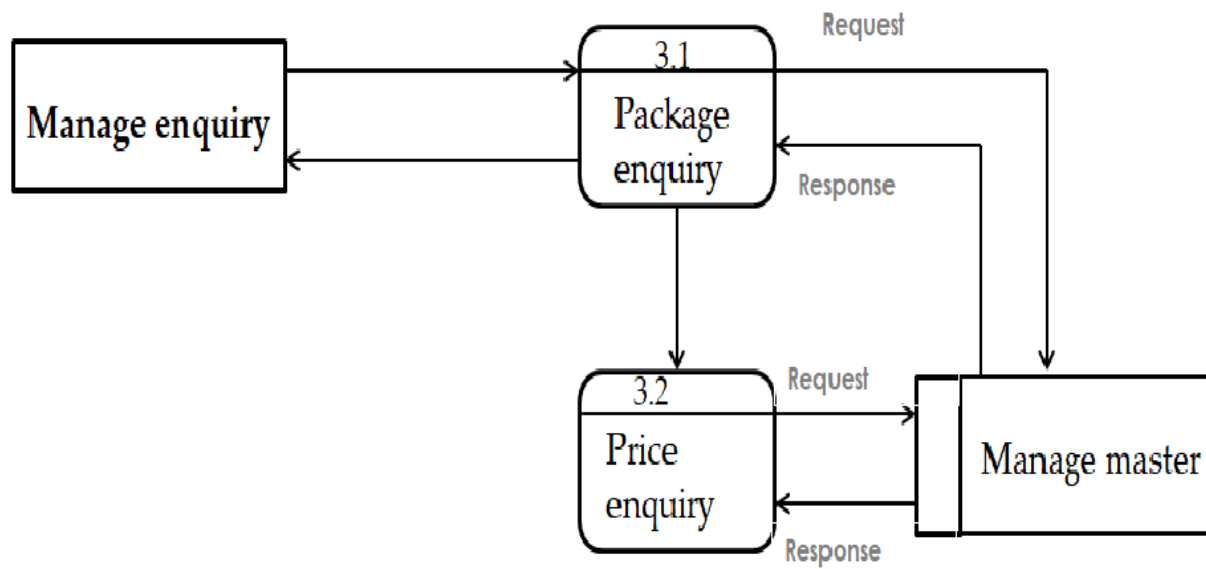 Request
3.1
Manage enquiry
Package
enquiry
Response
3.2
Request
Price
enquiry
Manage master
Response